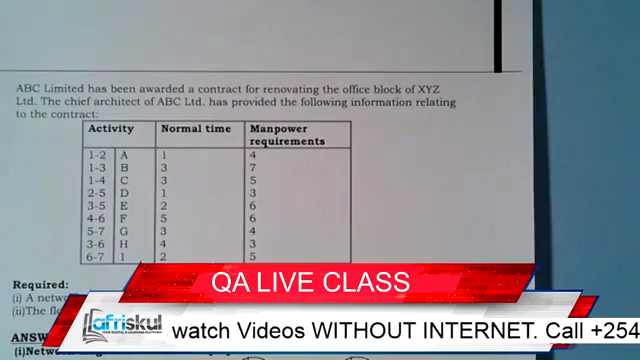 ABC Limited has been awarded a contract for renovating the office block of XYZ
Ltd. The chief architect of ABC Ltd. has provided the following information relating
to the contract:
Activity Normal time Manpower requirements
1-2 A 1 4
1-3 B 3 7
1-4 C 3 5
2-5 D 1 3
3-5 E 2 6
4-6 F 5 6
5-7 G 3 4
3-6 H 4 3
6-7 1 2 5
Required:
(i) A
(ii)The
QA LIVE CLASS
afriskul
watch Videos WITHOUT INTERNET. Call +254